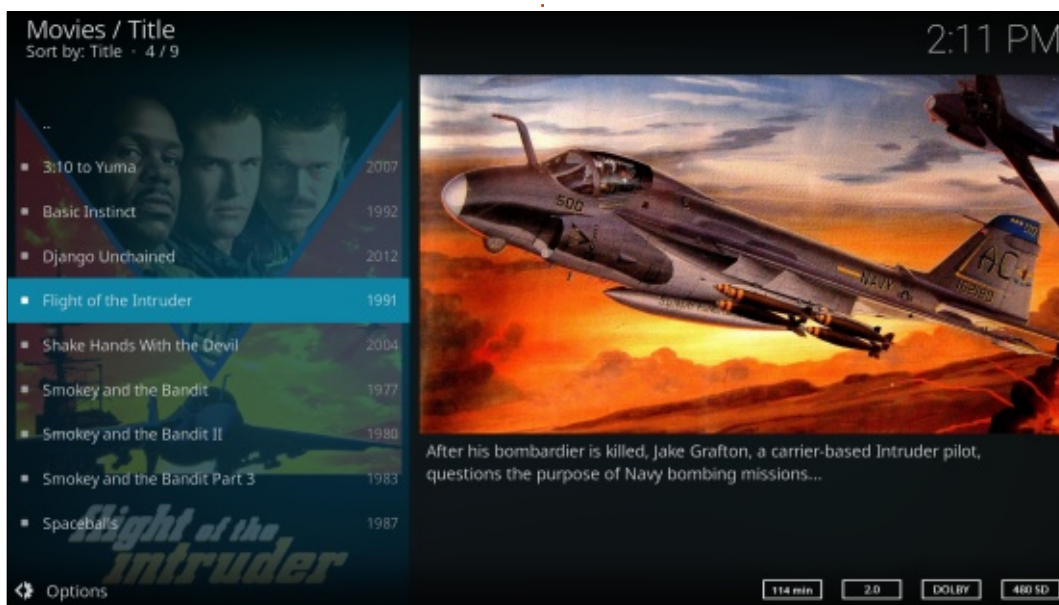 Movies / Title
Sort by: Title · 4 / 9
2:11 PM
..
3:10 to Yuma 2007
Basic Instinct 1992
Django Unchained 2012
Flight of the Intruder 1991
Shake Hands With the Devil 2004
Smokey and the Bandit 1977
Smokey and the Bandit II 1980
Smokey and the Bandit Part 3 1983
Spaceballs 1987
flight of the
intruder
Options
500
NAVY
AC
After his bombardier is killed, Jake Grafton, a carrier-based Intruder pilot,
questions the purpose of Navy bombing missions...
114 min
2.0
DOLBY
480 SD